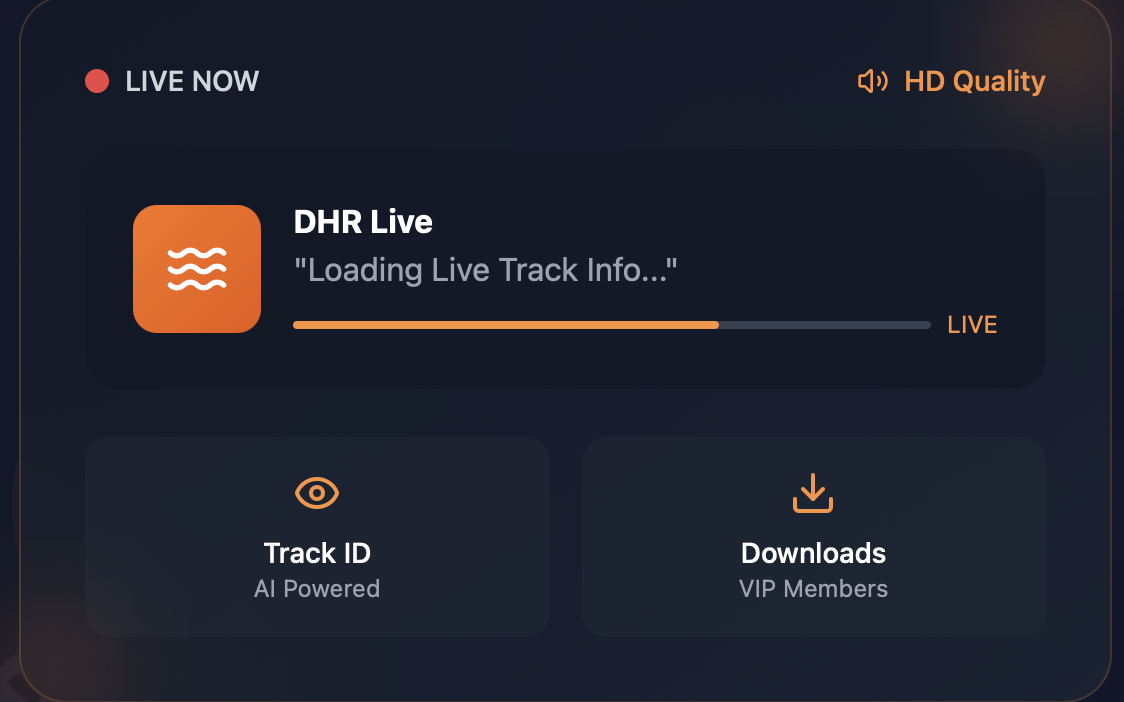 LIVE NOW
HD Quality
DHR Live
"Loading Live Track Info..."
LIVE
Track ID
AI Powered
Downloads
VIP Members